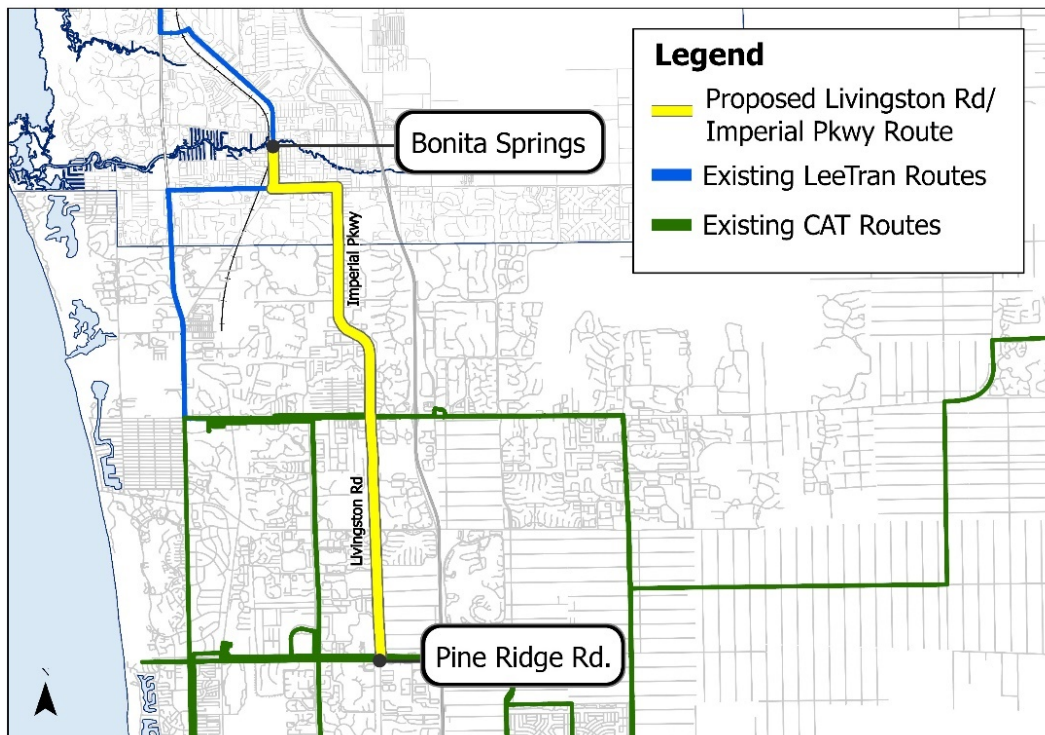 Legend
Proposed Livingston Rd/
Imperial Pkwy Route
Existing LeeTran Routes
Existing CAT Routes
Bonita Springs
Imperial Pkwy
Livingston Rd
Pine Ridge Rd.
N